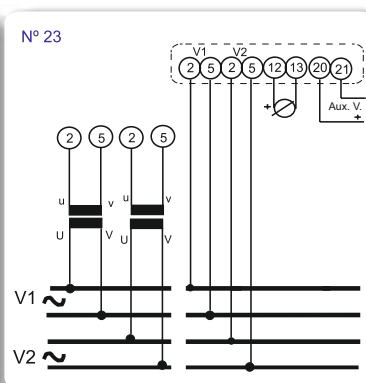 Nº 23
V1 V2
2 5 2 5 12 13 20 21
+
Aux. V.
+
2 5 2 5
u v u v
U V U V
V1
V2